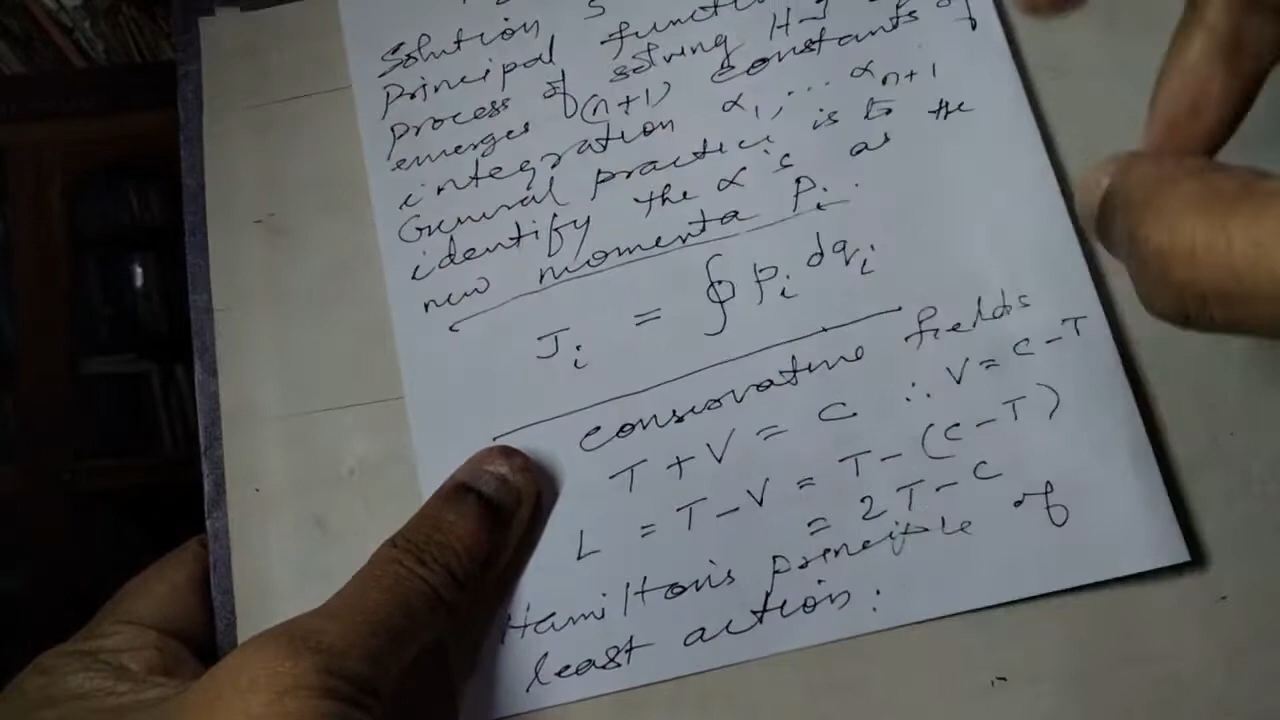 Solution S
principal function
process of solving H-J
emerges (n+1) constants of
integration α1, ... αn+1
General practice is to
identify the α's as the
new momenta Pi.
Ji = ∮ pi dqi
conservative fields
T + V = C ∴ V = C - T
L = T - V = T - (C - T)
= 2T - C
Hamilton's principle of
least action: